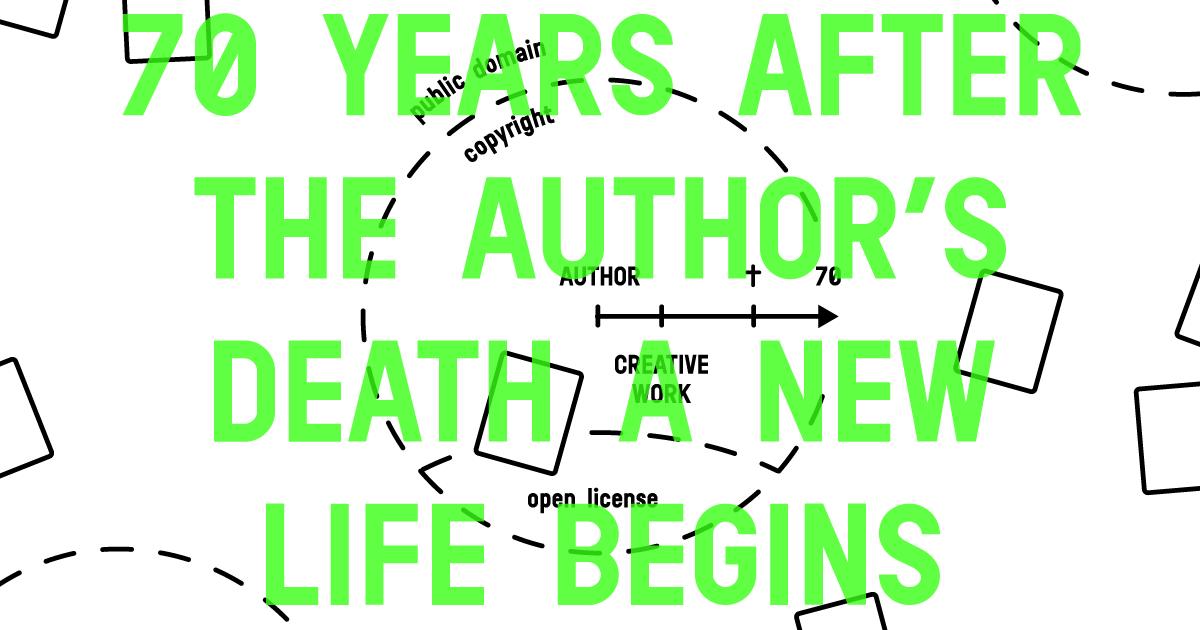 70 YEARS AFTER
THE AUTHOR’S
DEATH A NEW
LIFE BEGINS
public domain
copyright
AUTHOR † 70
CREATIVE
WORK
open license